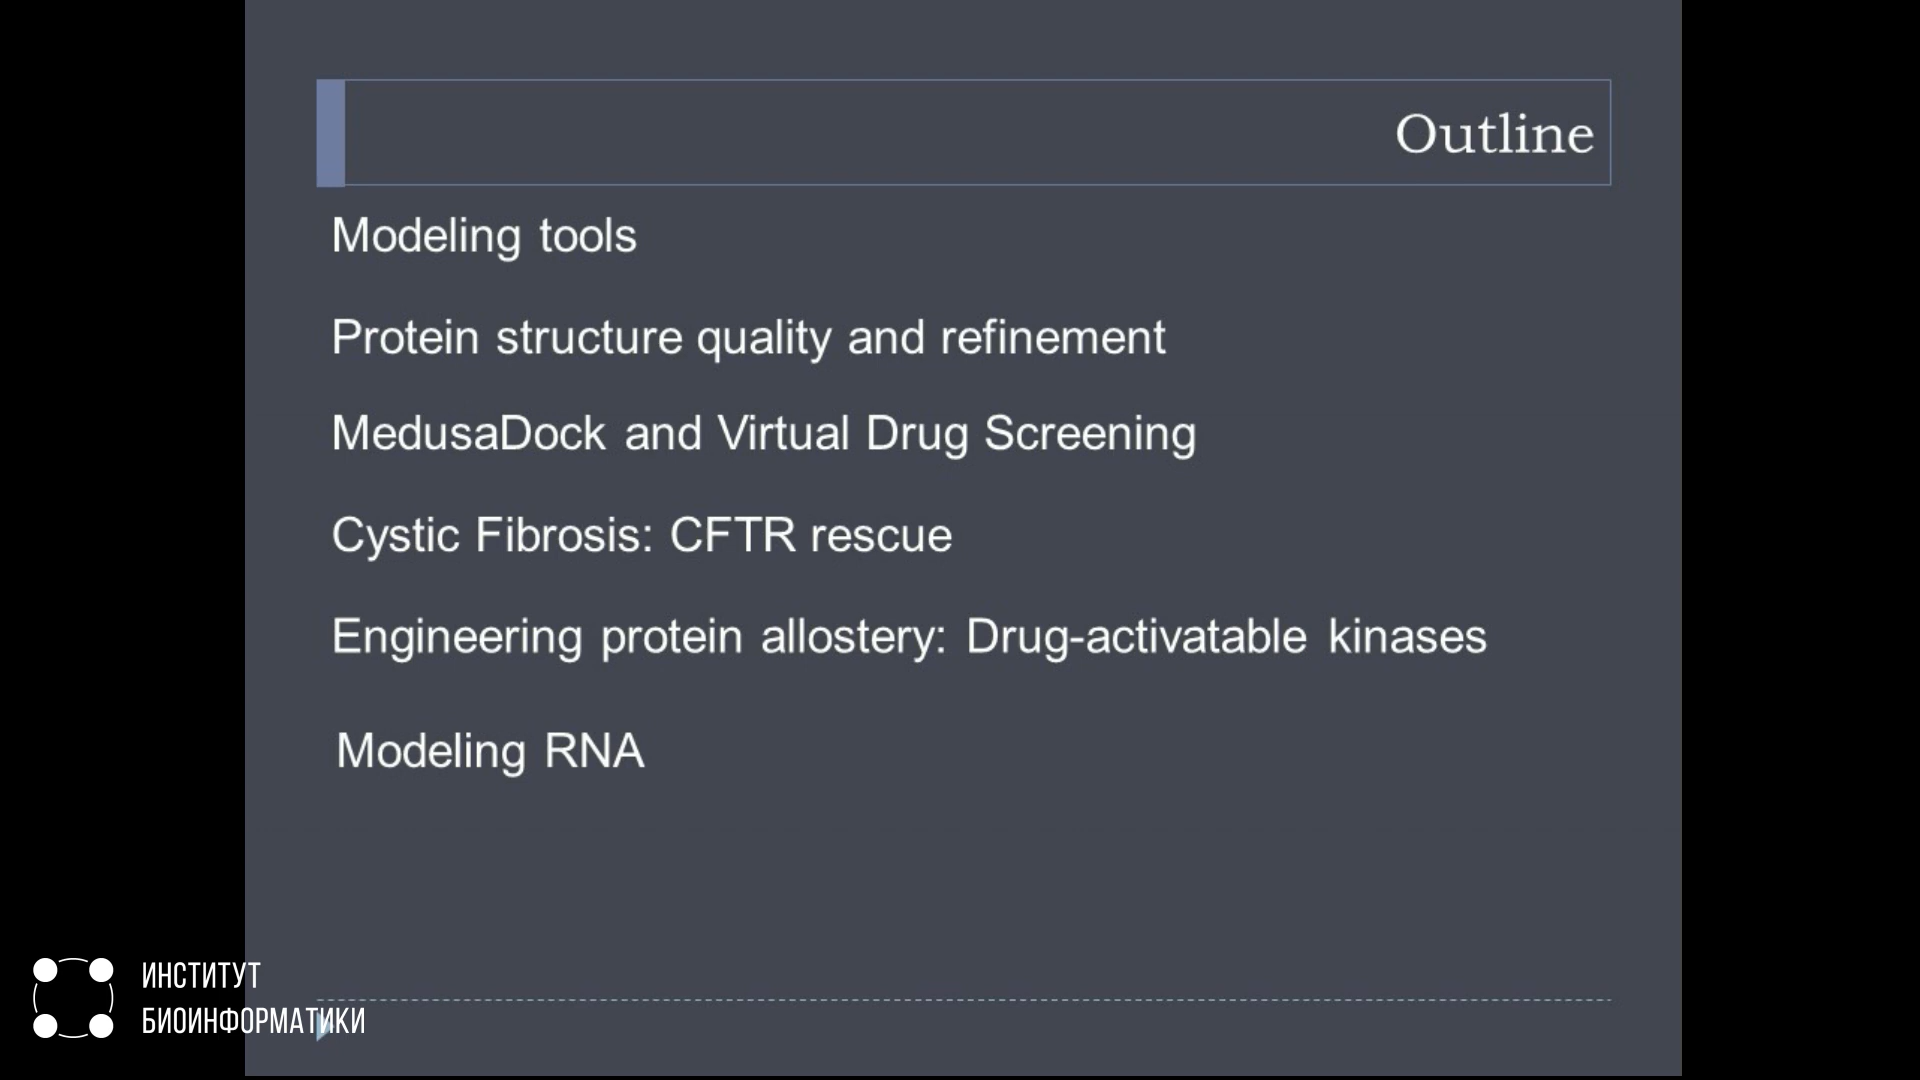 Outline
Modeling tools
Protein structure quality and refinement
MedusaDock and Virtual Drug Screening
Cystic Fibrosis: CFTR rescue
Engineering protein allostery: Drug-activatable kinases
Modeling RNA
ИНСТИТУТ
БИОИНФОРМАТИКИ